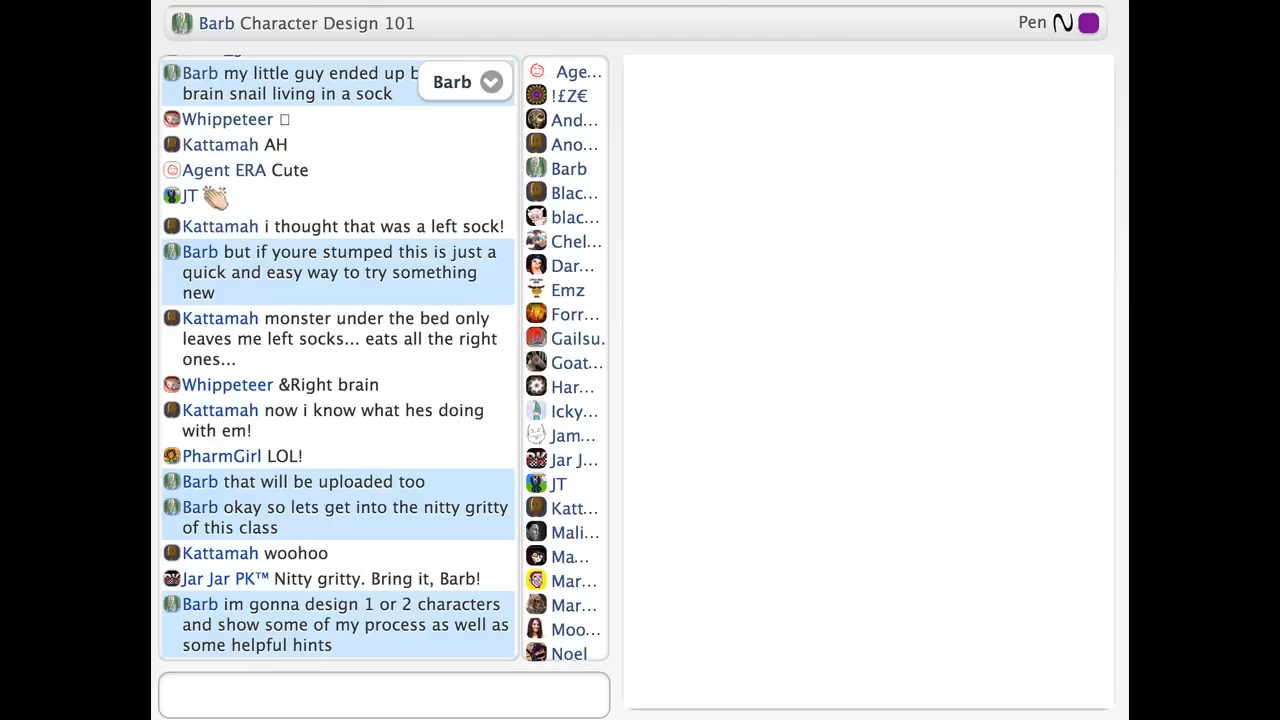 Barb Character Design 101
Pen
Barb my little guy ended up b
brain snail living in a sock
Barb
Whippeteer
Kattamah AH
Agent ERA Cute
JT
Kattamah i thought that was a left sock!
Barb but if youre stumped this is just a
quick and easy way to try something
new
Kattamah monster under the bed only
leaves me left socks... eats all the right
ones...
Whippeteer &Right brain
Kattamah now i know what hes doing
with em!
PharmGirl LOL!
Barb that will be uploaded too
Barb okay so lets get into the nitty gritty
of this class
Kattamah woohoo
Jar Jar PK™ Nitty gritty. Bring it, Barb!
Barb im gonna design 1 or 2 characters
and show some of my process as well as
some helpful hints
Age...
!£Z€
And...
Ano...
Barb
Blac...
blac...
Chel...
Dar...
Emz
Forr...
Gailsu.
Goat...
Har...
Icky...
Jam...
Jar J...
JT
Katt...
Mali...
Ma...
Mar...
Mar...
Moo...
Noel